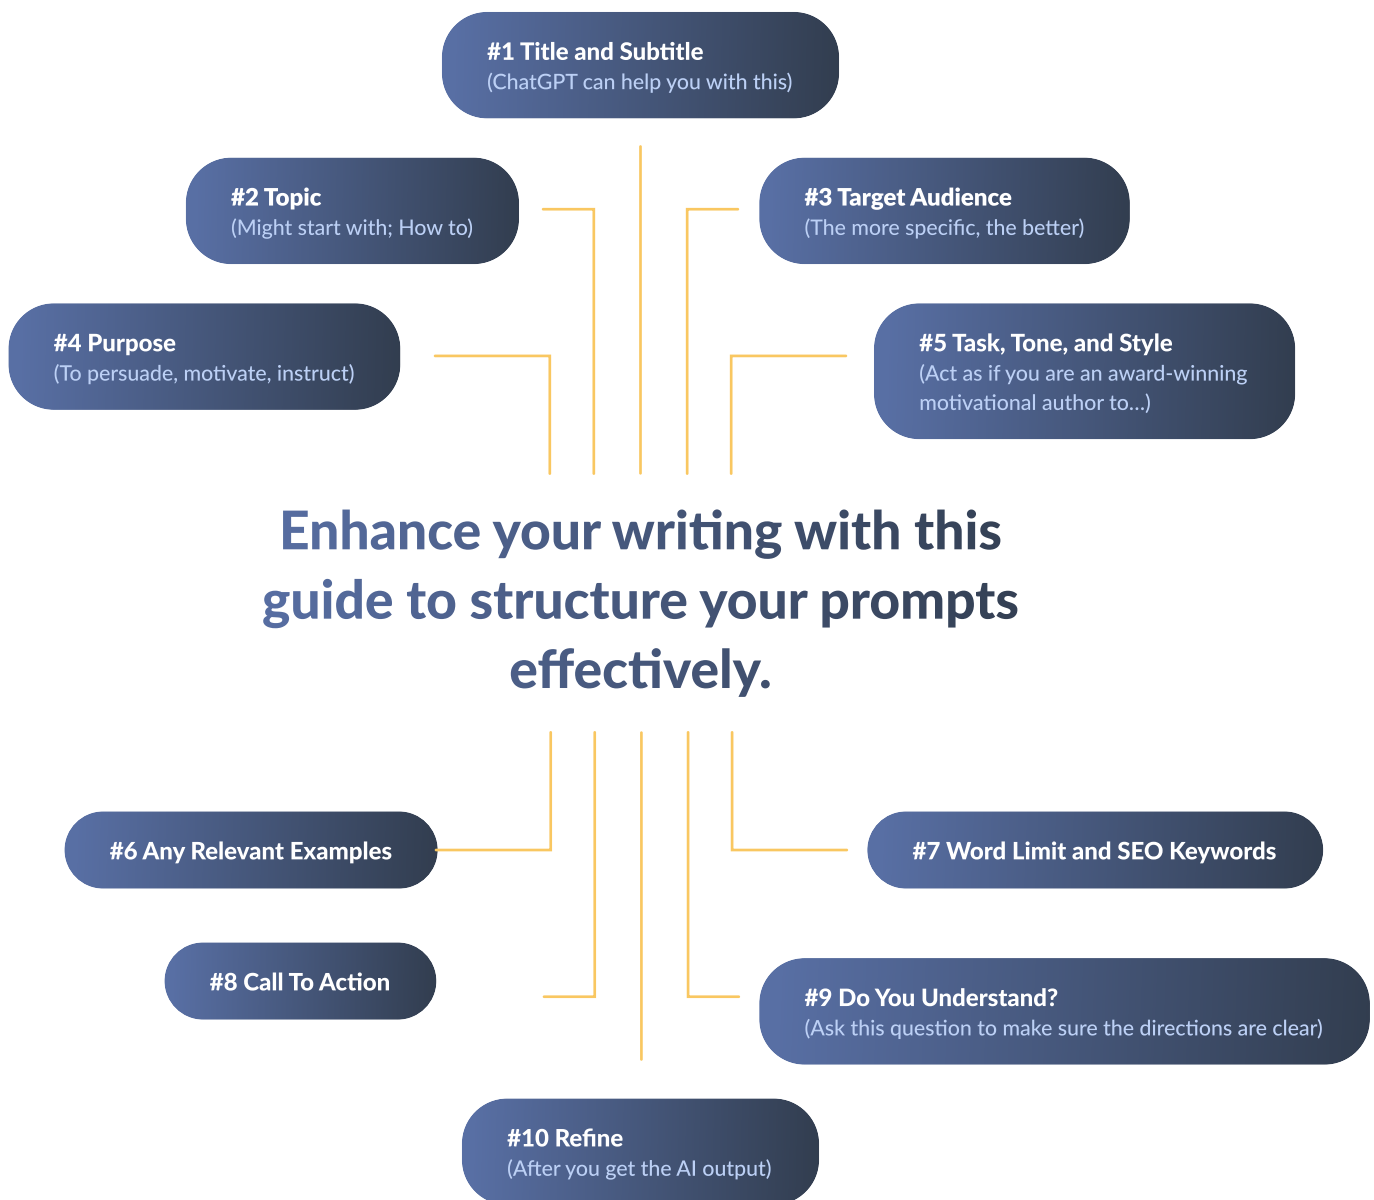 #1 Title and Subtitle
(ChatGPT can help you with this)
#2 Topic
(Might start with; How to)
#3 Target Audience
(The more specific, the better)
#4 Purpose
(To persuade, motivate, instruct)
#5 Task, Tone, and Style
(Act as if you are an award-winning
motivational author to...)
Enhance your writing with this
guide to structure your prompts
effectively.
#6 Any Relevant Examples
#7 Word Limit and SEO Keywords
#8 Call To Action
#9 Do You Understand?
(Ask this question to make sure the directions are clear)
#10 Refine
(After you get the AI output)